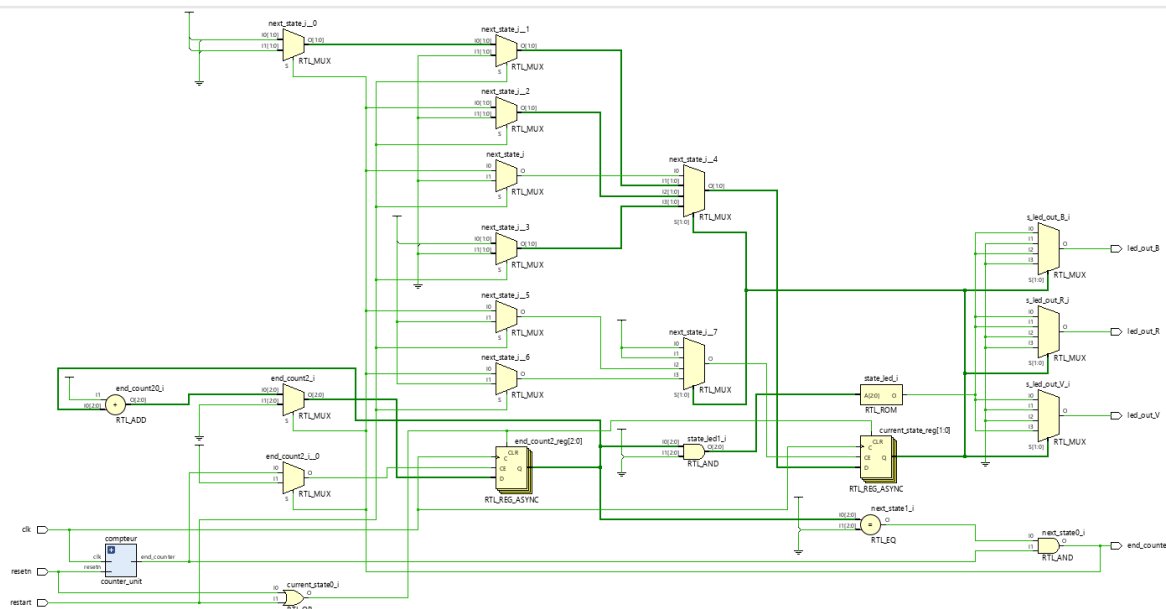 next_state_i__0
I0[1:0]
I1[1:0]
O[1:0]
S
RTL_MUX
next_state_i__1
I0[1:0]
I1[1:0]
O[1:0]
S
RTL_MUX
next_state_i__2
I0[1:0]
I1[1:0]
O[1:0]
S
RTL_MUX
next_state_i
I0
I1
O
S
RTL_MUX
next_state_i__3
I0[1:0]
I1[1:0]
O[1:0]
S
RTL_MUX
next_state_i__4
I0
I1[1:0]
I2[1:0]
I3[1:0]
O[1:0]
S[1:0]
RTL_MUX
next_state_i__5
I0
I1
O
S
RTL_MUX
next_state_i__6
I0
I1
O
S
RTL_MUX
next_state_i__7
I0
I1
I2
I3
O
S[1:0]
RTL_MUX
s_led_out_B_i
I0
I1
I2
I3
O
S[1:0]
RTL_MUX
led_out_B
s_led_out_R_i
I0
I1
I2
I3
O
S[1:0]
RTL_MUX
led_out_R
s_led_out_V_i
I0
I1
I2
I3
O
S[1:0]
RTL_MUX
led_out_V
end_count20_i
I1
I0[2:0]
+
O[2:0]
RTL_ADD
end_count2_i
I0[2:0]
I1[2:0]
O[2:0]
S
RTL_MUX
end_count2_i__0
I0
I1
O
S
RTL_MUX
end_count2_reg[2:0]
CLR
C
CE
D
Q
RTL_REG_ASYNC
state_led1_i
I0[2:0]
I1[2:0]
O[2:0]
RTL_AND
state_led_i
A[2:0]
O
RTL_ROM
current_state_reg[1:0]
CLR
C
CE
D
Q
RTL_REG_ASYNC
next_state1_i
I0[2:0]
I1[2:0]
=
O
RTL_EQ
next_state0_i
I0
I1
O
RTL_AND
end_counte
clk
resetn
restart
compteur
clk
resetn
end_counter
counter_unit
current_state0_i
I0
I1
O
RTL_OR